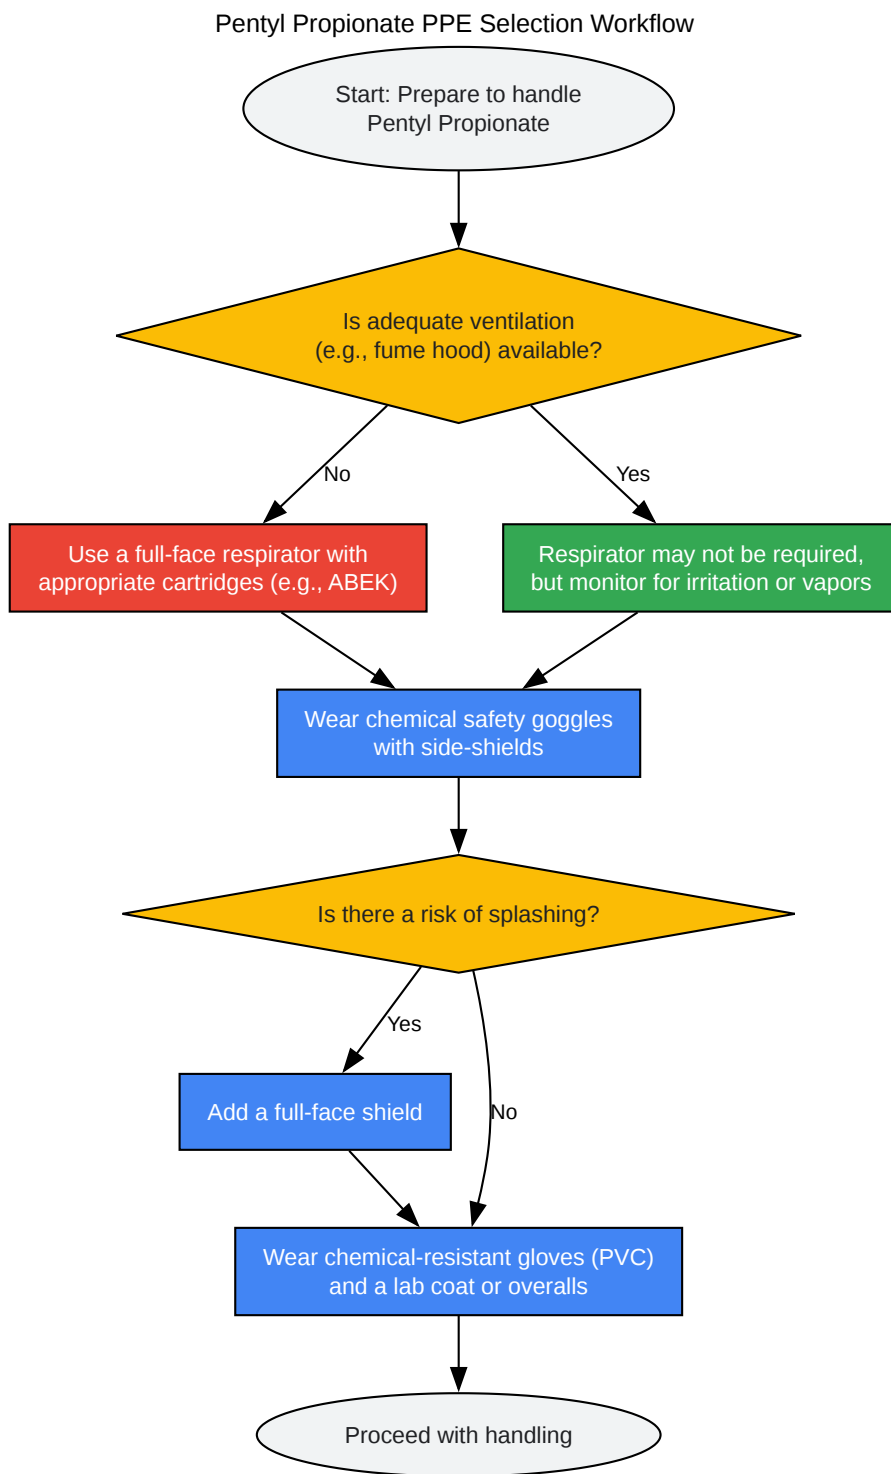 Pentyl Propionate PPE Selection Workflow
Start: Prepare to handle
Pentyl Propionate
Is adequate ventilation
(e.g., fume hood) available?
No
Yes
Use a full-face respirator with
appropriate cartridges (e.g., ABEK)
Respirator may not be required,
but monitor for irritation or vapors
Wear chemical safety goggles
with side-shields
Is there a risk of splashing?
Yes
Add a full-face shield
No
Wear chemical-resistant gloves (PVC)
and a lab coat or overalls
Proceed with handling